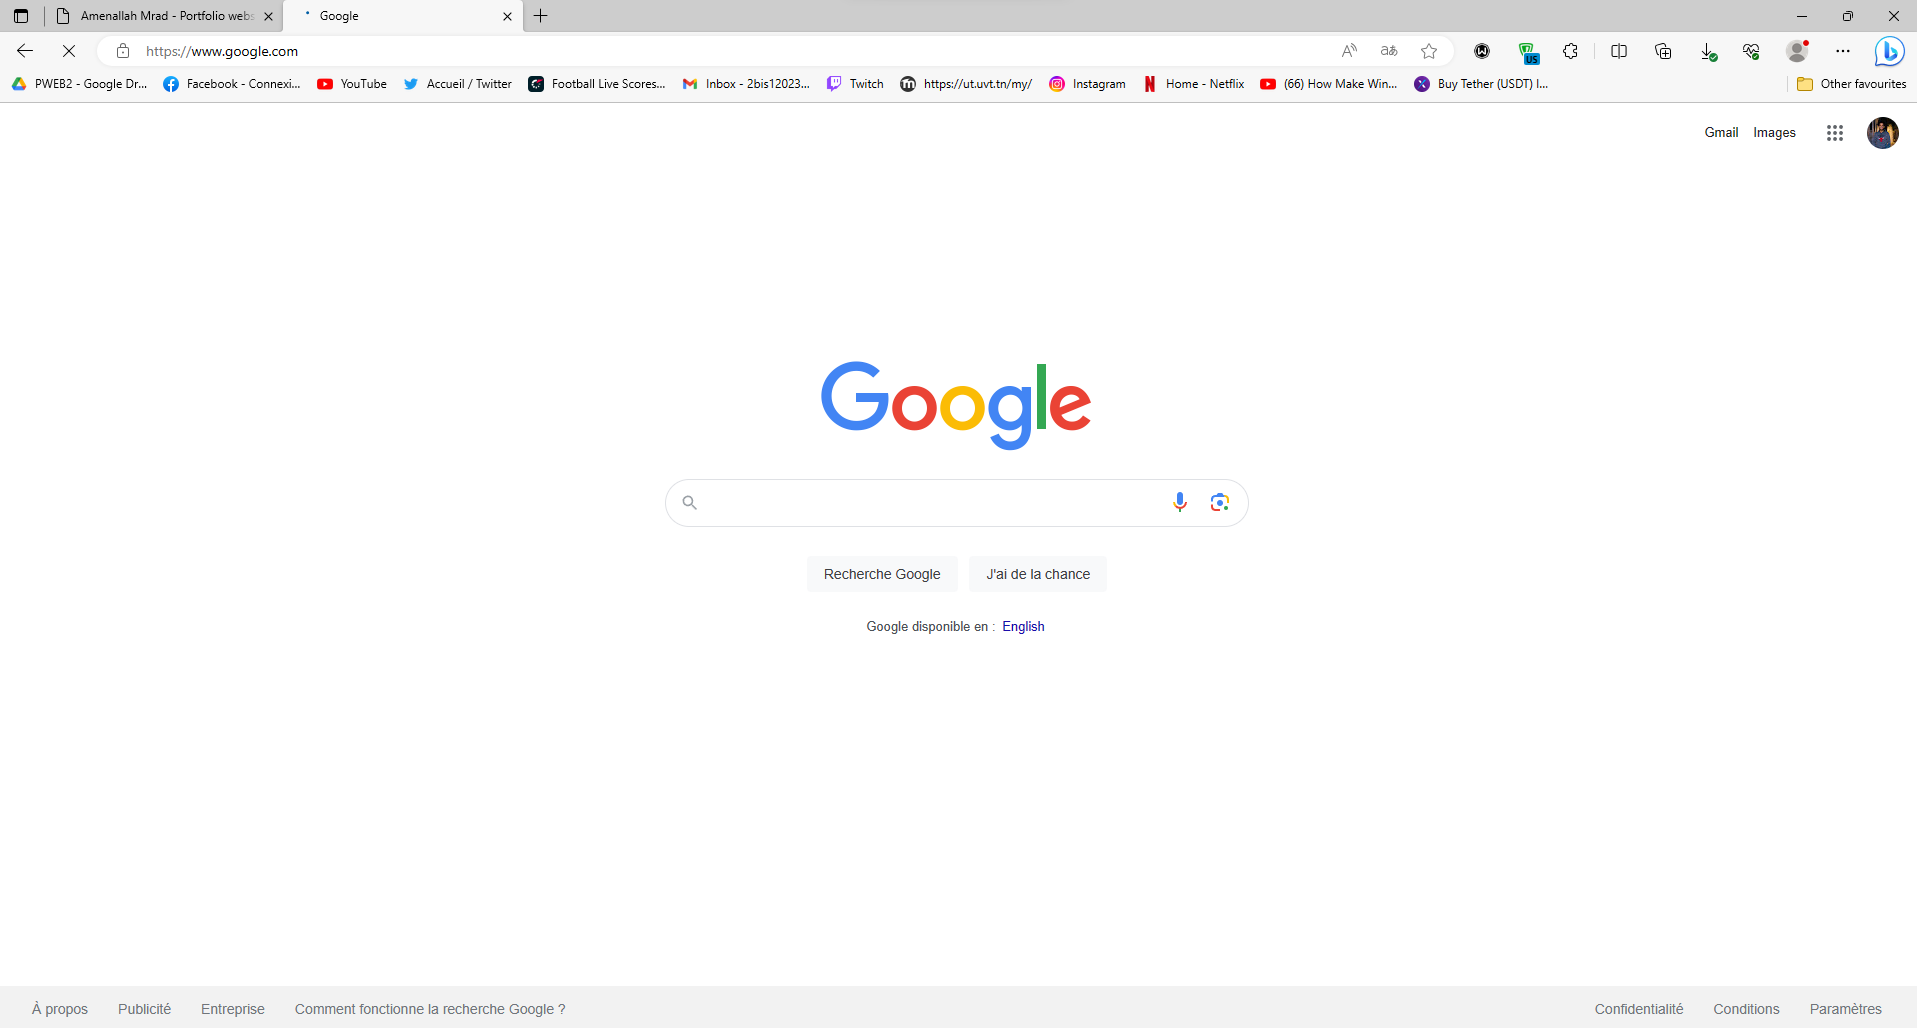 Amenallah Mrad - Portfolio webs
Google
https://www.google.com
US
PWEB2 - Google Dr...
Facebook - Connexi...
YouTube
Accueil / Twitter
Football Live Scores...
Inbox - 2bis12023...
Twitch
https://ut.uvt.tn/my/
Instagram
Home - Netflix
(66) How Make Win...
Buy Tether (USDT) I...
Other favourites
Gmail Images
Google
Recherche Google
J'ai de la chance
Google disponible en : English
À propos
Publicité
Entreprise
Comment fonctionne la recherche Google ?
Confidentialité
Conditions
Paramètres